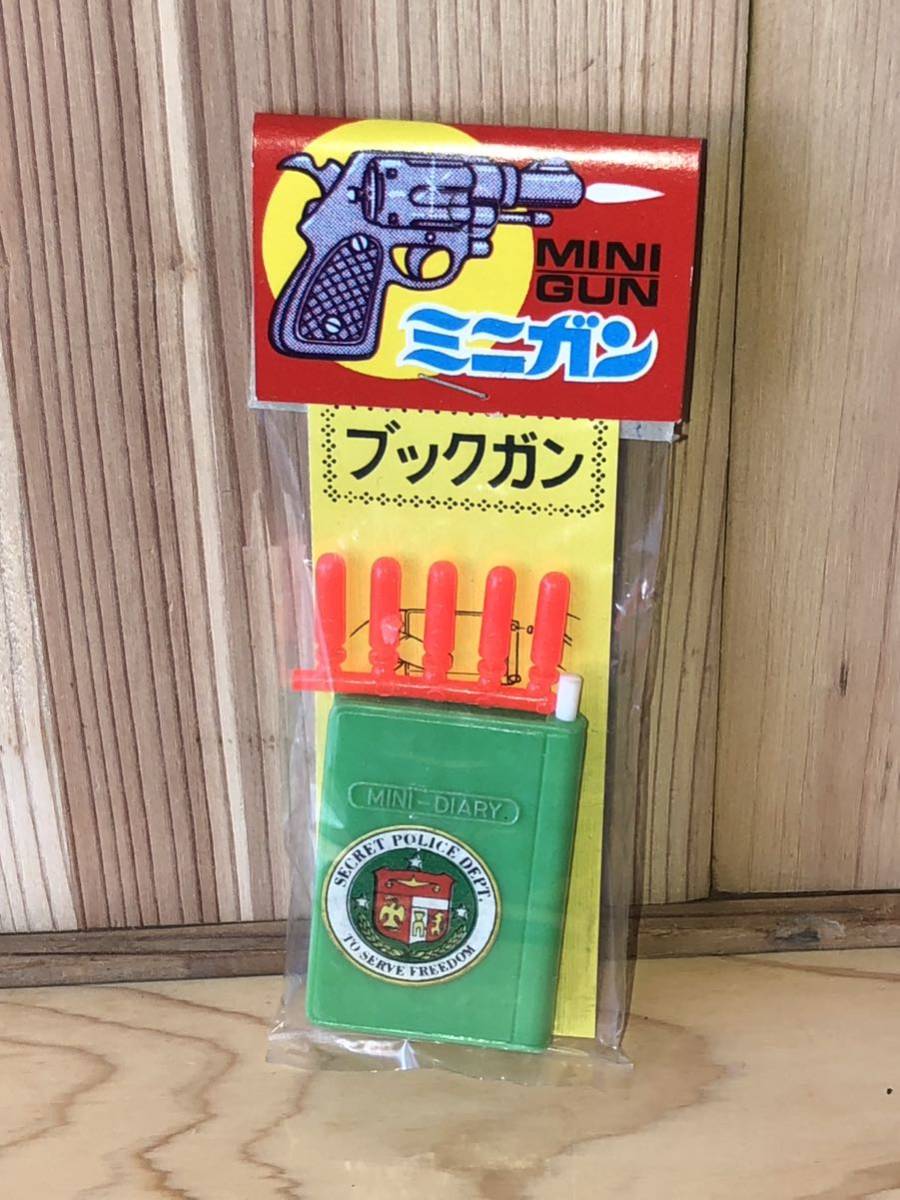 MINI
GUN
ミニガン
ブックガン
MINI-DIARY.
SECRET POLICE DEPT.
TO SERVE FREEDOM